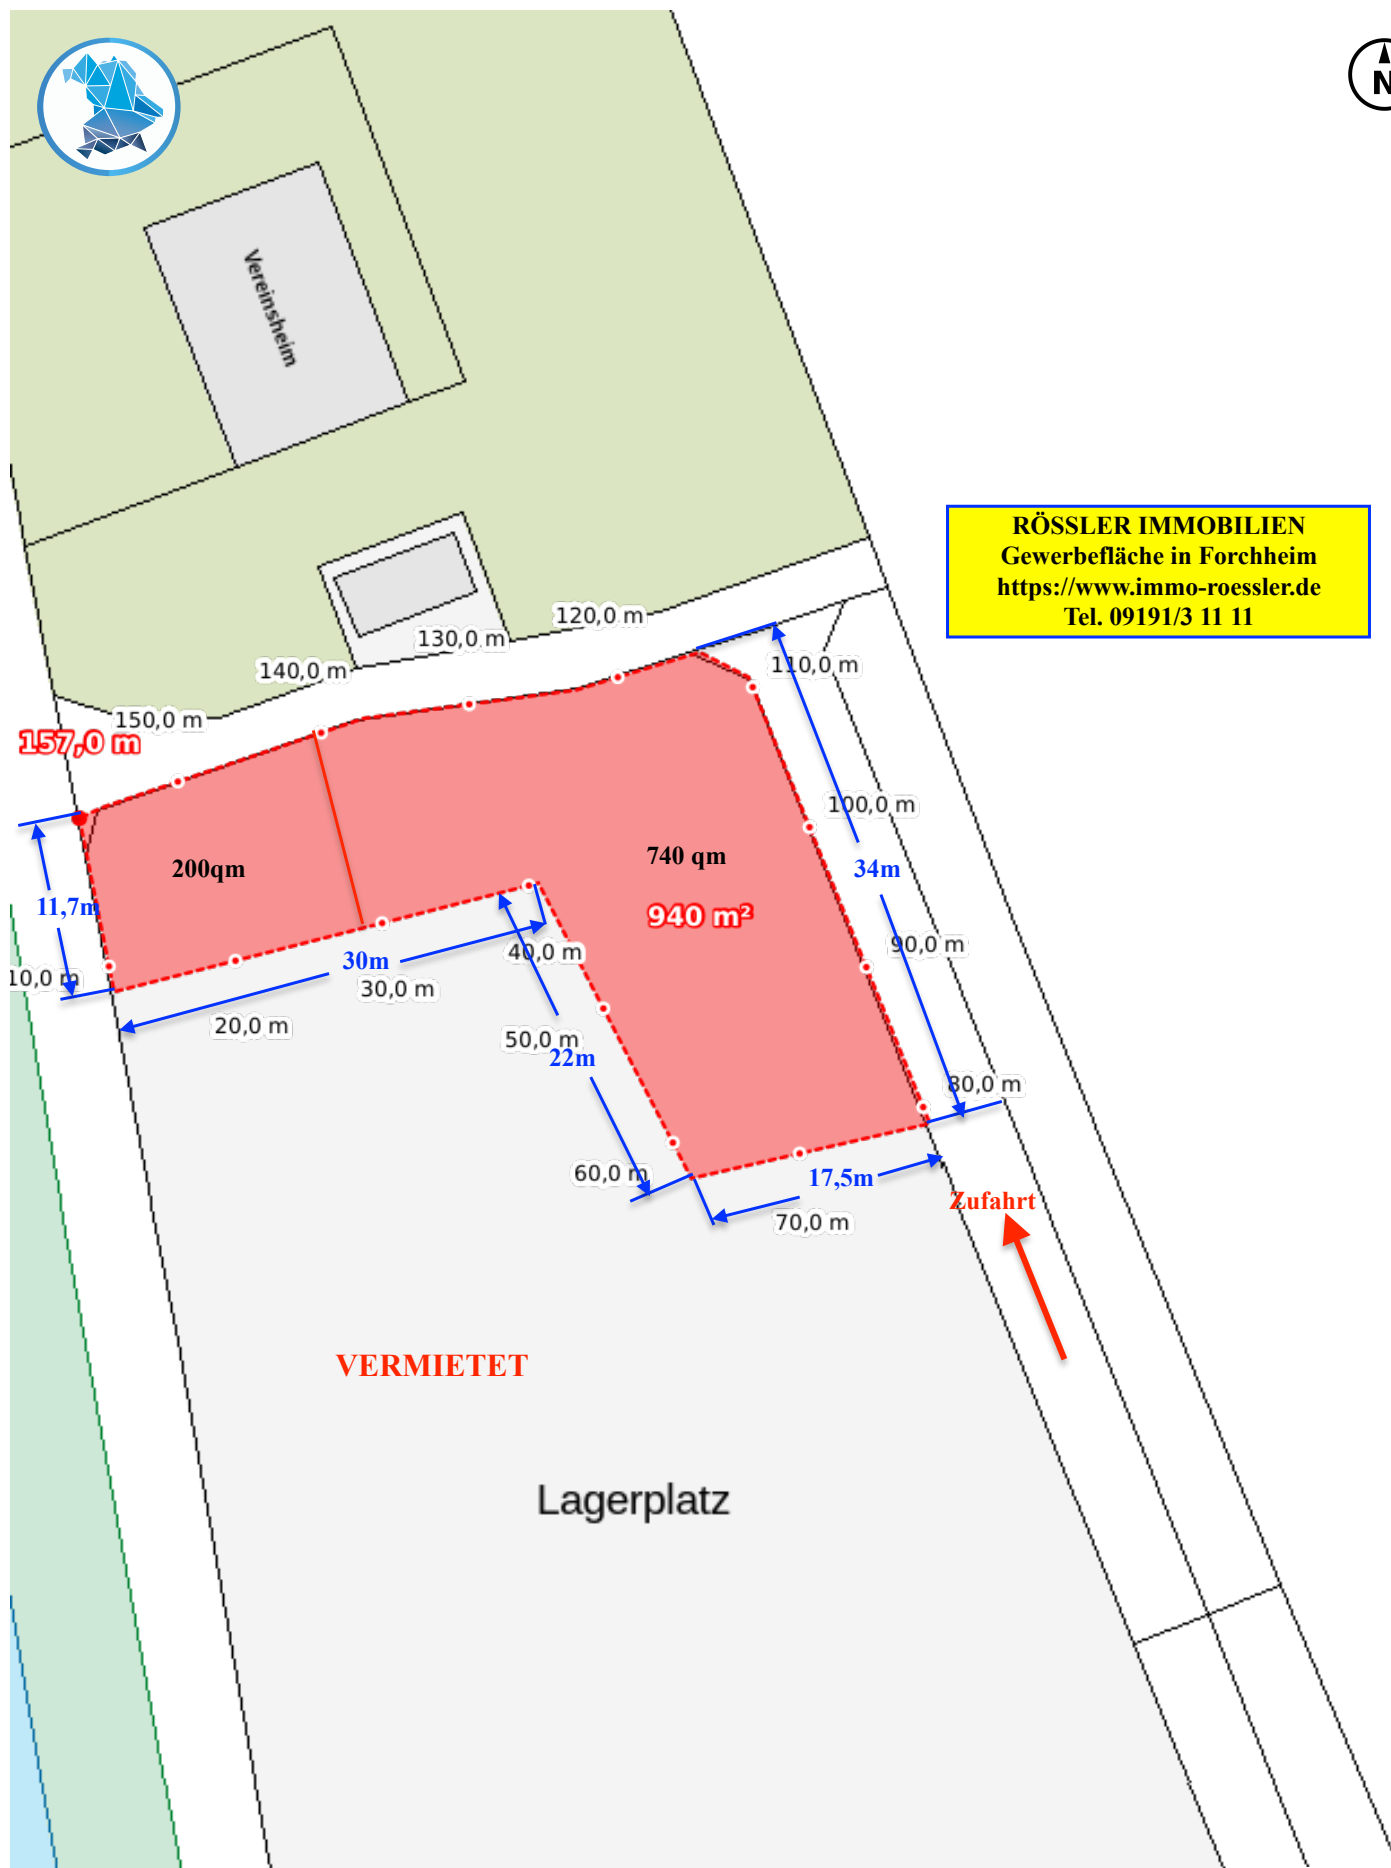 N
Vereinsheim
RÖSSLER IMMOBILIEN
Gewerbefläche in Forchheim
https://www.immo-roessler.de
Tel. 09191/3 11 11
120,0 m
130,0 m
140,0 m
110,0 m
150,0 m
157,0 m
100,0 m
740 qm
200qm
34m
11,7m
940 m²
90,0 m
40,0 m
30m
10,0 m
30,0 m
20,0 m
50,0 m
22m
80,0 m
60,0 m
17,5m
Zufahrt
70,0 m
VERMIETET
Lagerplatz